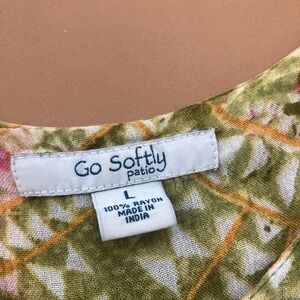 Go Softly
patio
L
100% RAYON
MADE IN
INDIA